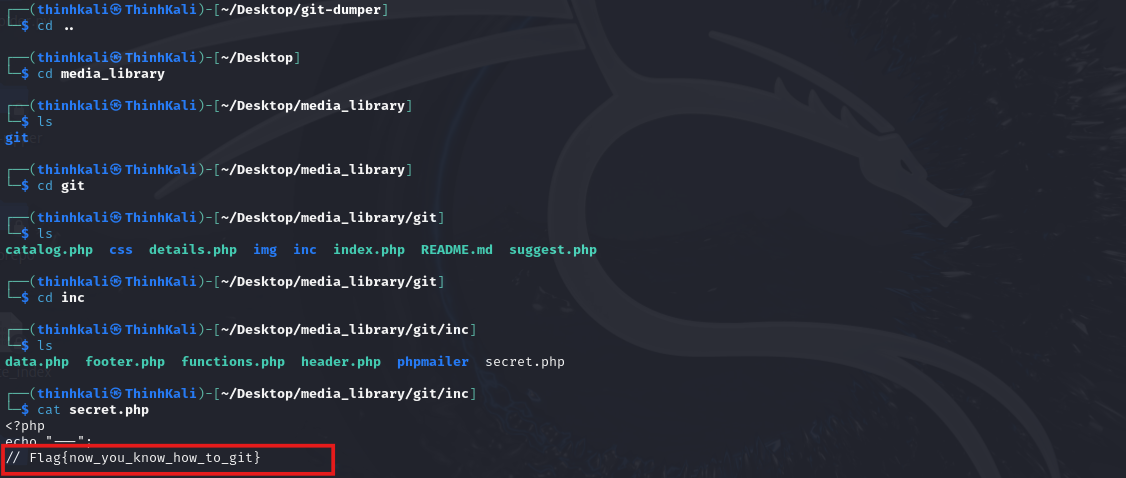 ┌──(thinhkali㉿ThinhKali)-[~/Desktop/git-dumper]
└─$ cd ..
┌──(thinhkali㉿ThinhKali)-[~/Desktop]
└─$ cd media_library
┌──(thinhkali㉿ThinhKali)-[~/Desktop/media_library]
└─$ ls
git
┌──(thinhkali㉿ThinhKali)-[~/Desktop/media_library]
└─$ cd git
┌──(thinhkali㉿ThinhKali)-[~/Desktop/media_library/git]
└─$ ls
catalog.php css details.php img inc index.php README.md suggest.php
┌──(thinhkali㉿ThinhKali)-[~/Desktop/media_library/git]
└─$ cd inc
┌──(thinhkali㉿ThinhKali)-[~/Desktop/media_library/git/inc]
└─$ ls
data.php footer.php functions.php header.php phpmailer secret.php
┌──(thinhkali㉿ThinhKali)-[~/Desktop/media_library/git/inc]
└─$ cat secret.php
<?php
echo "---";
// Flag{now_you_know_how_to_git}